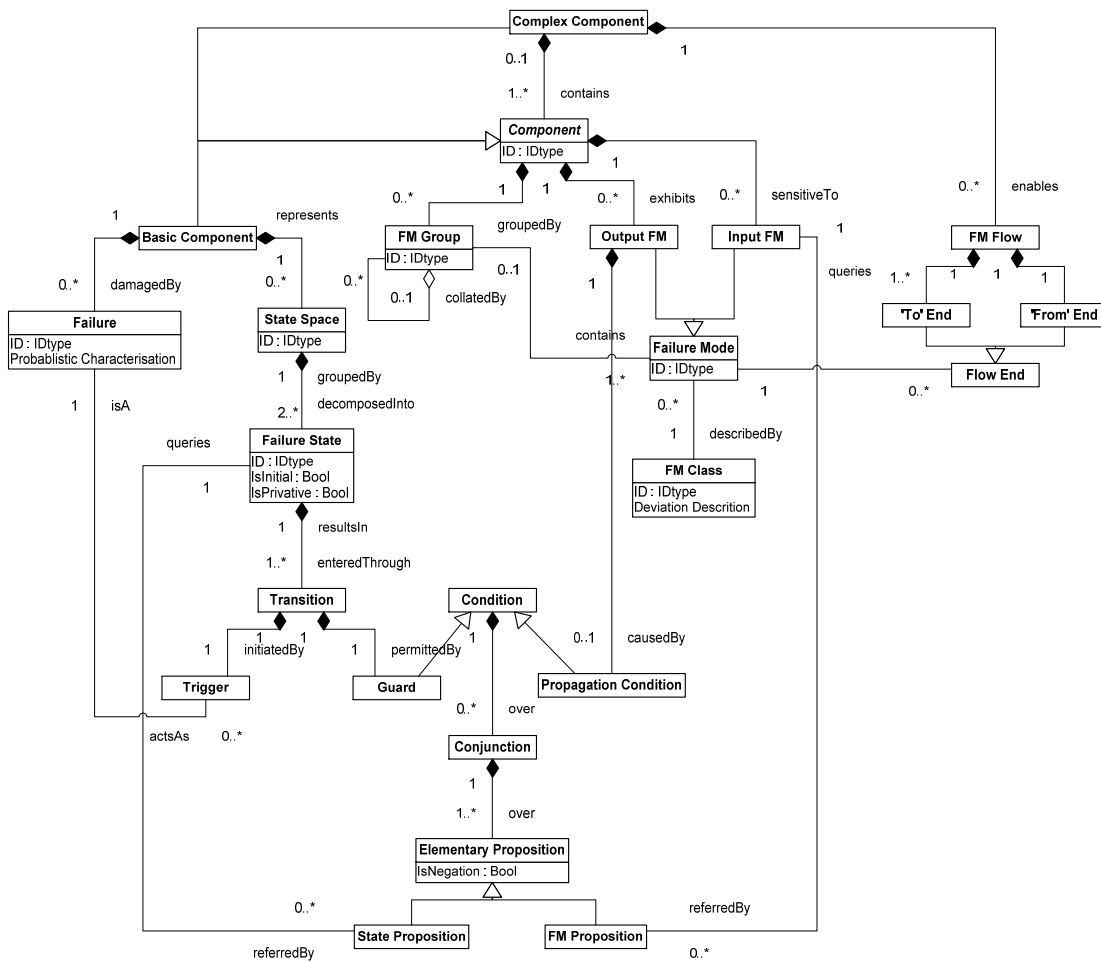 Complex Component
0..1
1
1..*
contains
Component
ID : IDtype
1
0..*
1
1
0..*
exhibits
0..*
sensitiveTo
0..*
enables
1
represents
groupedBy
1
Basic Component
FM Group
ID : IDtype
Output FM
Input FM
FM Flow
1
0..*
damagedBy
0..*
0..*
0..1
collatedBy
0..1
1
queries
1..*
1
1
1
'To' End
'From' End
Failure
ID : IDtype
Probablistic Characterisation
State Space
ID : IDtype
contains
Failure Mode
ID : IDtype
Flow End
1
groupedBy
1..*
1
0..*
1
isA
2..*
decomposedInto
0..*
1
describedBy
queries
1
Failure State
ID : IDtype
IsInitial : Bool
IsPrivative : Bool
FM Class
ID : IDtype
Deviation Descrition
1
resultsIn
1..*
enteredThrough
Transition
Condition
1
1
initiatedBy
1
1
permittedBy
1
0..1
causedBy
Trigger
Guard
Propagation Condition
actsAs
0..*
0..*
over
Conjunction
1
1..*
over
Elementary Proposition
IsNegation : Bool
0..*
referredBy
State Proposition
FM Proposition
referredBy
0..*